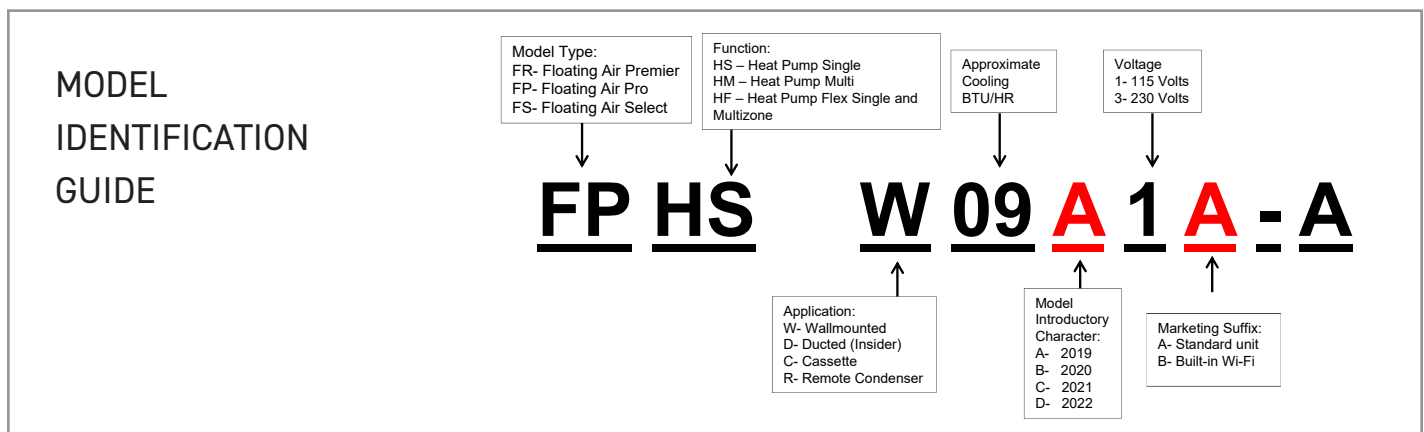 MODEL
IDENTIFICATION
GUIDE
Model Type:
FR- Floating Air Premier
FP- Floating Air Pro
FS- Floating Air Select
Function:
HS – Heat Pump Single
HM – Heat Pump Multi
HF – Heat Pump Flex Single and
Multizone
Approximate
Cooling
BTU/HR
Voltage
1- 115 Volts
3- 230 Volts
FP HS W 09 A 1 A - A
Application:
W- Wallmounted
D- Ducted (Insider)
C- Cassette
R- Remote Condenser
Model
Introductory
Character:
A- 2019
B- 2020
C- 2021
D- 2022
Marketing Suffix:
A- Standard unit
B- Built-in Wi-Fi